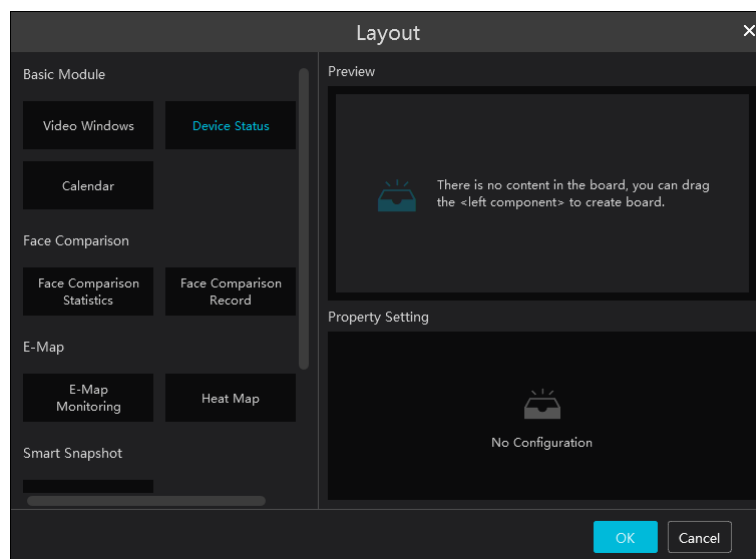 Layout
Basic Module
Video Windows
Device Status
Calendar
Face Comparison
Face Comparison
Statistics
Face Comparison
Record
E-Map
E-Map
Monitoring
Heat Map
Smart Snapshot
Preview
There is no content in the board, you can drag
the <left component> to create board.
Property Setting
No Configuration
OK
Cancel